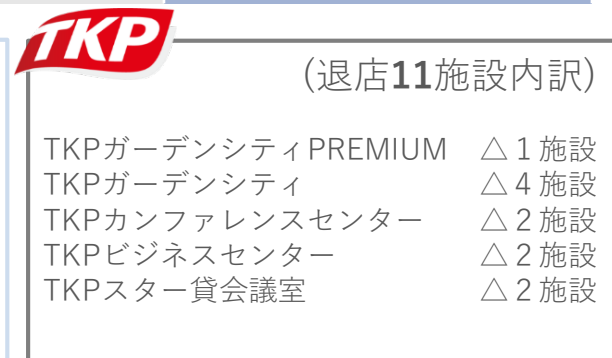 TKP
(退店11施設内訳)
TKPガーデンシティPREMIUM △1施設
TKPガーデンシティ △4施設
TKPカンファレンスセンター △2施設
TKPビジネスセンター △2施設
TKPスター貸会議室 △2施設